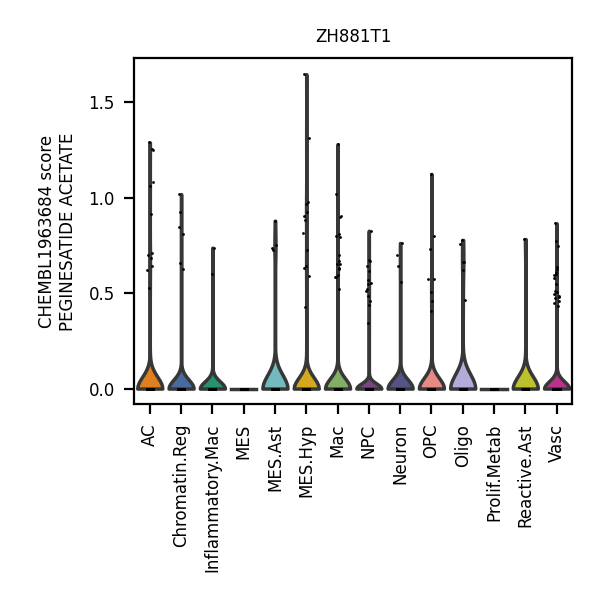 ZH881T1
CHEMBL1963684 score
PEGINESATIDE ACETATE
1.5
1.0
0.5
0.0
AC
Chromatin.Reg
Inflammatory.Mac
MES
MES.Ast
MES.Hyp
Mac
NPC
Neuron
OPC
Oligo
Prolif.Metab
Reactive.Ast
Vasc